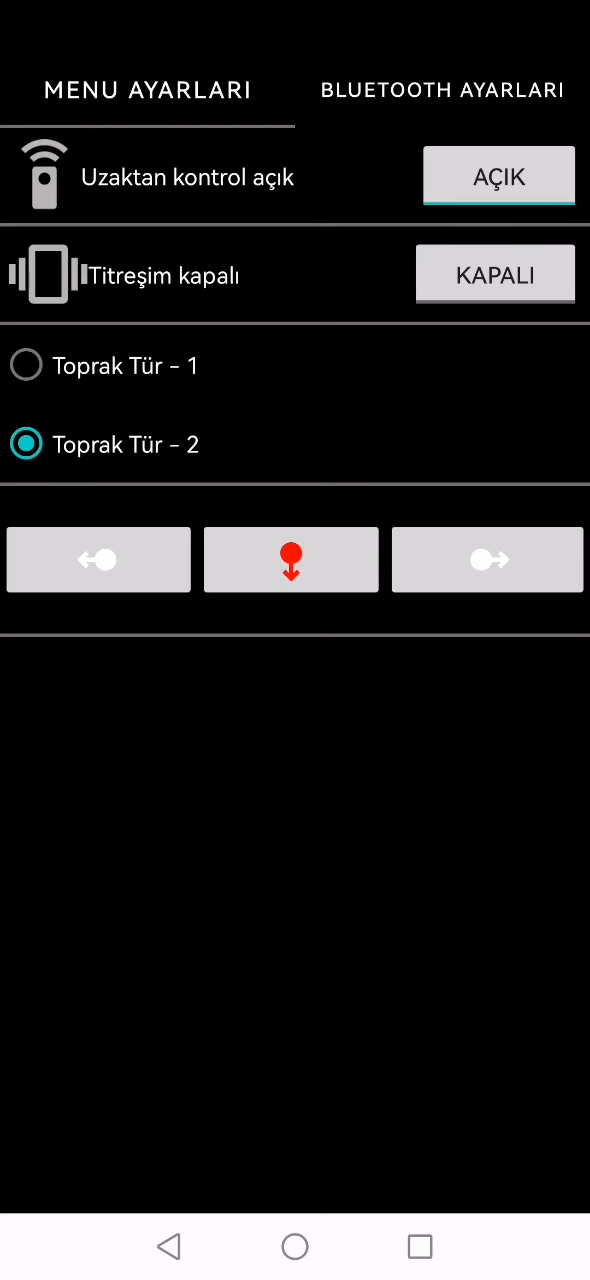 MENU AYARLARI
BLUETOOTH AYARLARI
Uzaktan kontrol açık
AÇIK
Titreşim kapalı
KAPALI
Toprak Tür - 1
Toprak Tür - 2